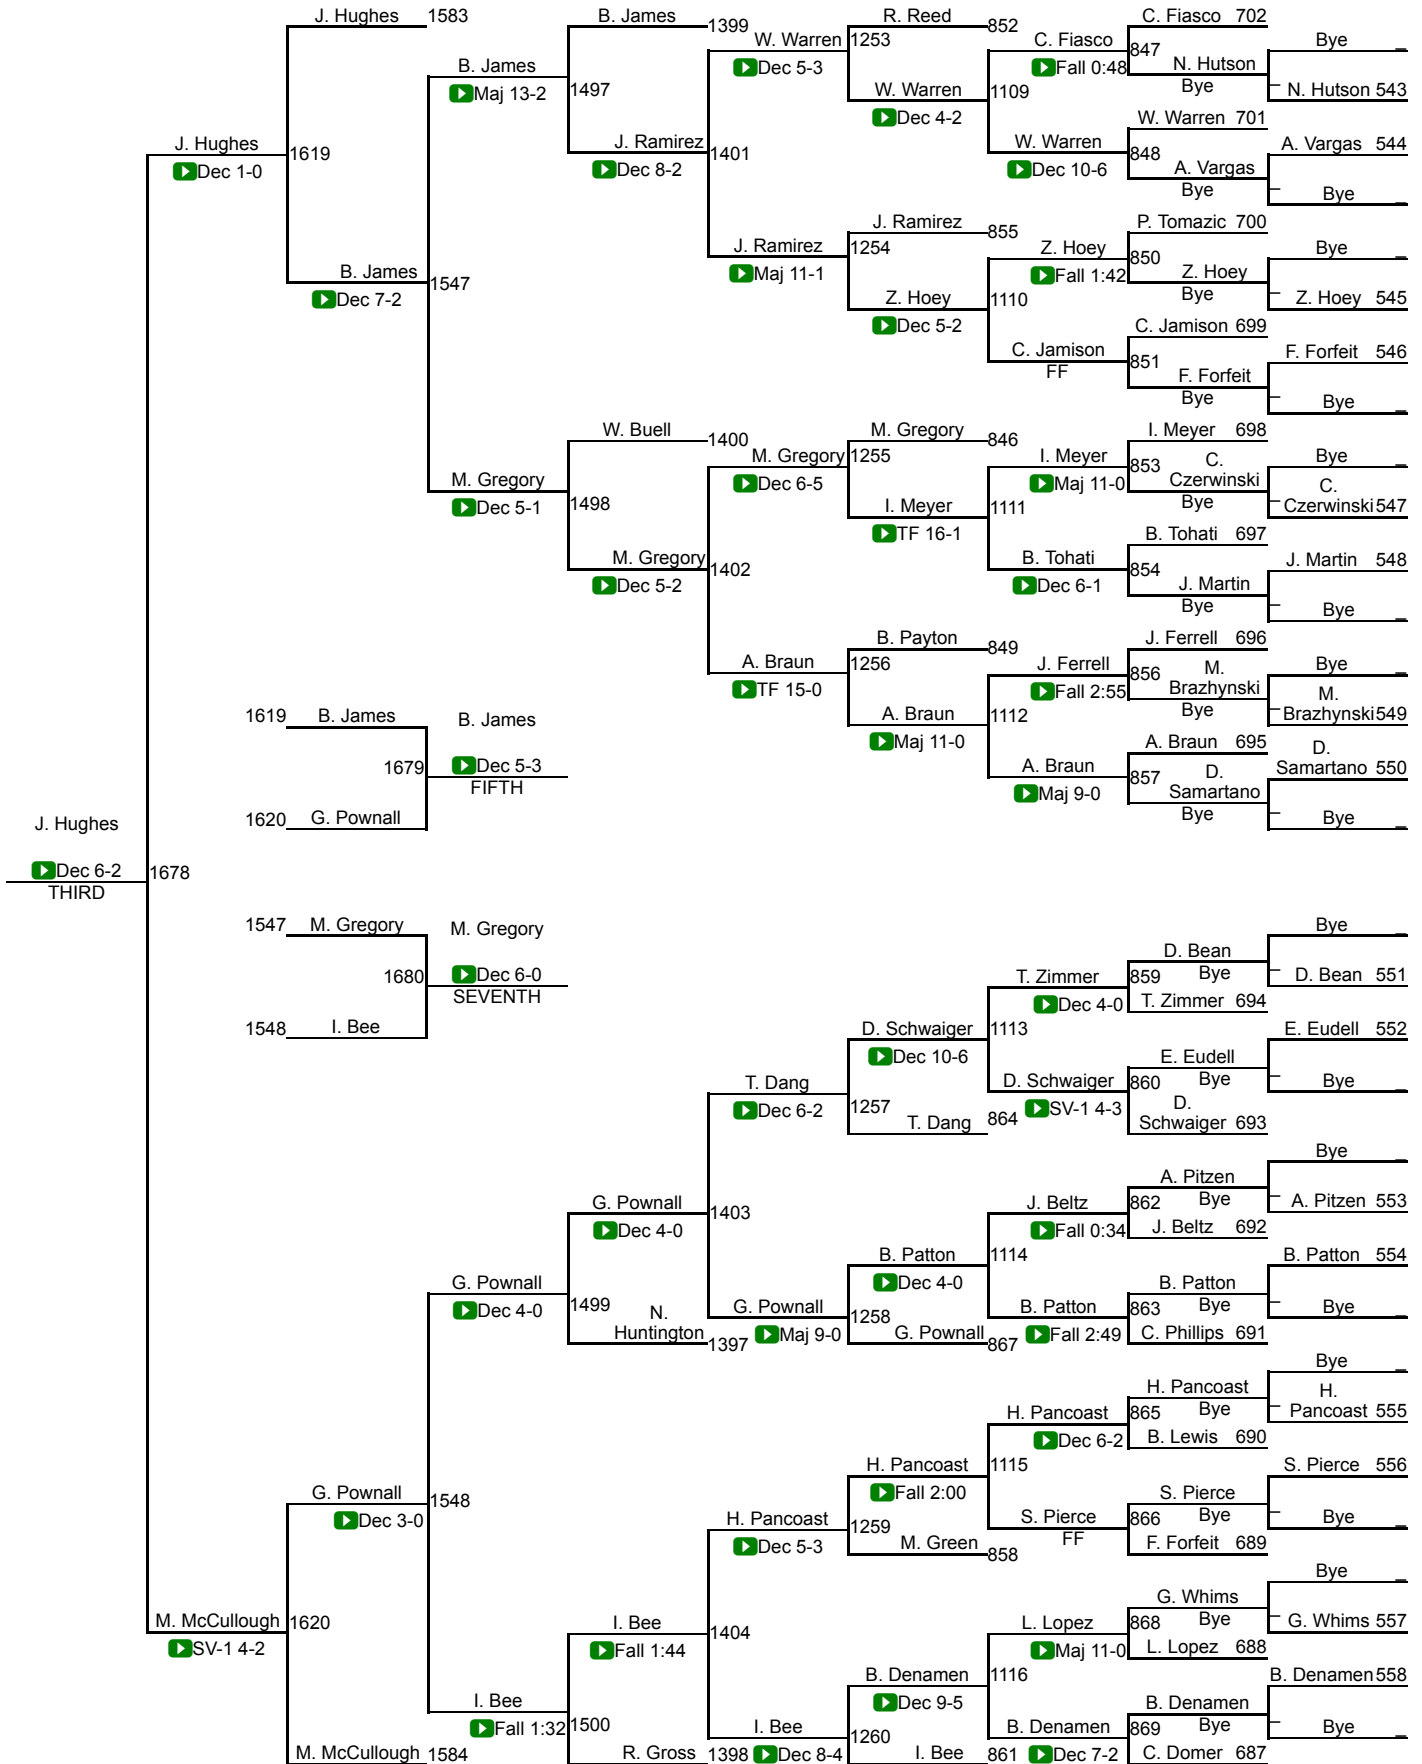 J. Hughes 1583
B. James
1399
R. Reed
852
C. Fiasco 702
W. Warren
1253
C. Fiasco
847
Bye _
Dec 5-3
Fall 0:48
N. Hutson
B. James
Maj 13-2
1497
W. Warren
1109
Bye
_ N. Hutson 543
Dec 4-2
W. Warren 701
J. Hughes
1619
J. Ramirez
1401
W. Warren
848
A. Vargas 544
Dec 1-0
Dec 8-2
Dec 10-6
A. Vargas
Bye
_ Bye _
J. Ramirez
855
P. Tomazic 700
J. Ramirez
1254
Z. Hoey
850
Bye _
Maj 11-1
Fall 1:42
Z. Hoey
B. James
1547
Z. Hoey
1110
Bye
_ Z. Hoey 545
Dec 7-2
Dec 5-2
C. Jamison 699
C. Jamison
851
F. Forfeit 546
FF
F. Forfeit
Bye
_ Bye _
W. Buell
1400
M. Gregory
846
I. Meyer 698
M. Gregory
1255
I. Meyer
853
C.
Czerwinski
Bye _
M. Gregory
Dec 6-5
Maj 11-0
Dec 5-1
1498
I. Meyer
1111
Bye
_ C.
Czerwinski 547
TF 16-1
B. Tohati 697
M. Gregory
1402
B. Tohati
854
J. Martin 548
Dec 5-2
Dec 6-1
J. Martin
Bye
_ Bye _
B. Payton
849
J. Ferrell 696
A. Braun
1256
J. Ferrell
856
M.
Brazhynski
Bye _
TF 15-0
Fall 2:55
1619 B. James
B. James
A. Braun
1112
Bye
_ M.
Brazhynski 549
Maj 11-0
A. Braun 695
D.
Samartano 550
1679
Dec 5-3
A. Braun
857
D.
Samartano
FIFTH
Maj 9-0
Bye
_ Bye _
1620 G. Pownall
J. Hughes
Dec 6-2
1678
THIRD
1547 M. Gregory
M. Gregory
Bye _
D. Bean
1680
Dec 6-0
T. Zimmer
859
Bye
_ D. Bean 551
SEVENTH
Dec 4-0
T. Zimmer 694
1548 I. Bee
D. Schwaiger
1113
E. Eudell 552
Dec 10-6
E. Eudell
T. Dang
D. Schwaiger
860
Bye
_ Bye _
Dec 6-2
1257
SV-1 4-3
D.
Schwaiger 693
T. Dang
864
Bye _
A. Pitzen
G. Pownall
1403
J. Beltz
862
Bye
_ A. Pitzen 553
Dec 4-0
Fall 0:34
J. Beltz 692
B. Patton
1114
B. Patton 554
G. Pownall
Dec 4-0
B. Patton
Dec 4-0
1499
G. Pownall
1258
B. Patton
863
Bye
_ Bye _
N.
Huntington
1397
Maj 9-0
G. Pownall
867
Fall 2:49
C. Phillips 691
Bye _
H. Pancoast
H. Pancoast
865
Bye
_ H.
Pancoast 555
Dec 6-2
B. Lewis 690
H. Pancoast
1115
S. Pierce 556
G. Pownall
1548
Fall 2:00
S. Pierce
Dec 3-0
H. Pancoast
1259
S. Pierce
866
Bye
_ Bye _
Dec 5-3
M. Green
858
FF
F. Forfeit 689
Bye _
G. Whims
M. McCullough
1620
I. Bee
1404
L. Lopez
868
Bye
_ G. Whims 557
SV-1 4-2
Fall 1:44
Maj 11-0
L. Lopez 688
B. Denamen
1116
B. Denamen 558
I. Bee
Dec 9-5
B. Denamen
Fall 1:32
1500
I. Bee
1260
B. Denamen
869
Bye
_ Bye _
M. McCullough 1584
R. Gross
1398
Dec 8-4
I. Bee
861
Dec 7-2
C. Domer 687